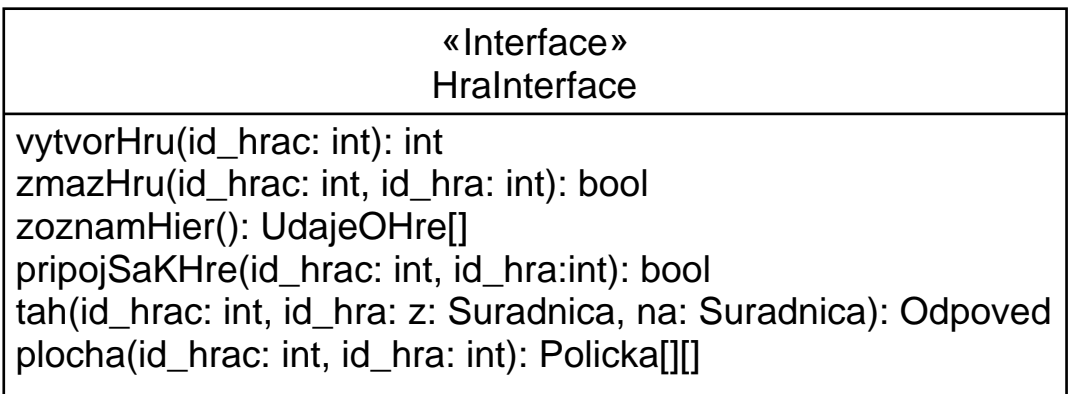 «Interface»
HraInterface
vytvorHru(id_hrac: int): int
zmazHru(id_hrac: int, id_hra: int): bool
zoznamHier(): UdajeOHre[]
pripojSaKHre(id_hrac: int, id_hra:int): bool
tah(id_hrac: int, id_hra: z: Suradnica, na: Suradnica): Odpoved
plocha(id_hrac: int, id_hra: int): Policka[][]